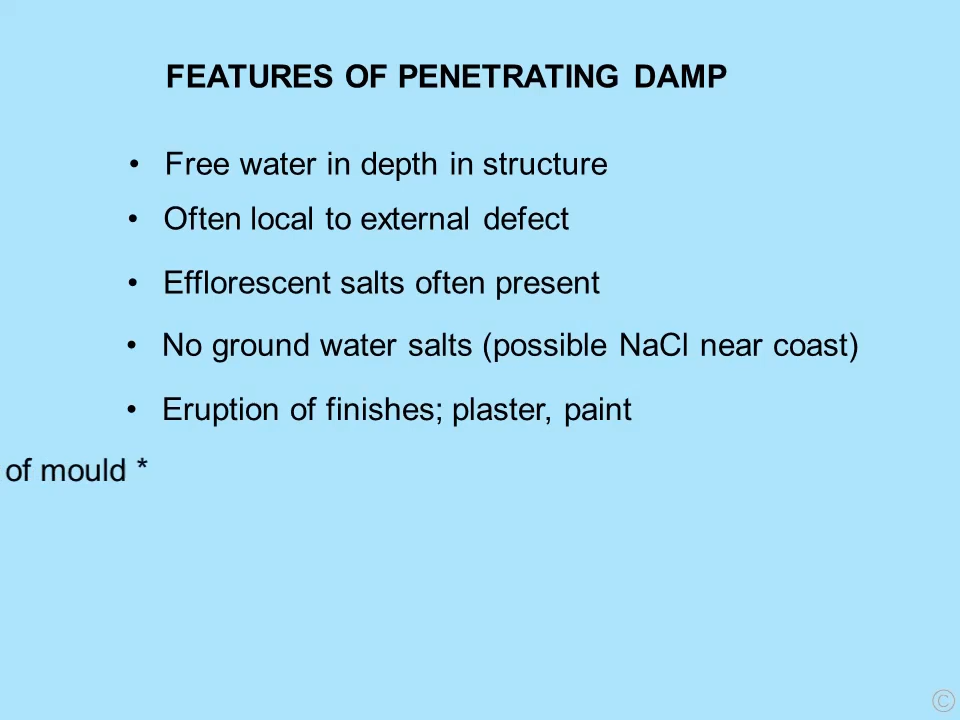 FEATURES OF PENETRATING DAMP
• Free water in depth in structure
• Often local to external defect
• Efflorescent salts often present
• No ground water salts (possible NaCl near coast)
• Eruption of finishes; plaster, paint
of mould *
©